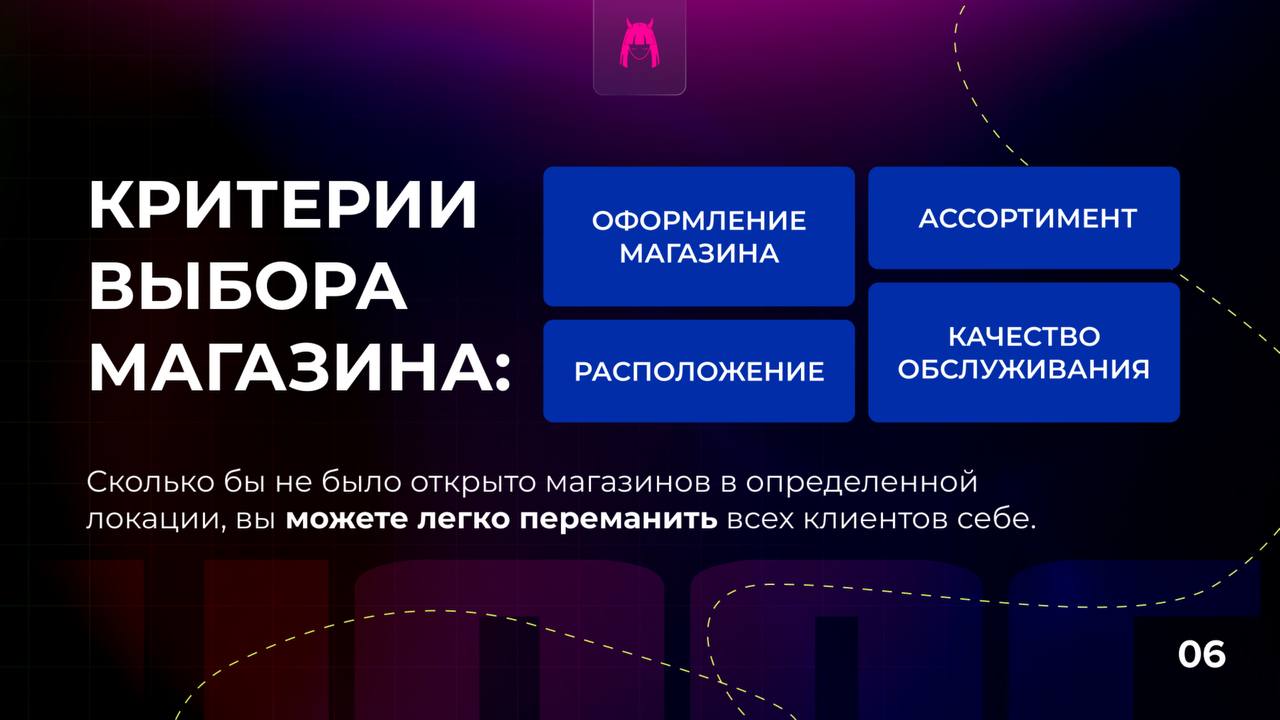 КРИТЕРИИ
ВЫБОРА
МАГАЗИНА:
ОФОРМЛЕНИЕ
МАГАЗИНА
АССОРТИМЕНТ
РАСПОЛОЖЕНИЕ
КАЧЕСТВО
ОБСЛУЖИВАНИЯ
Сколько бы не было открыто магазинов в определенной
локации, вы можете легко переманить всех клиентов себе.
06